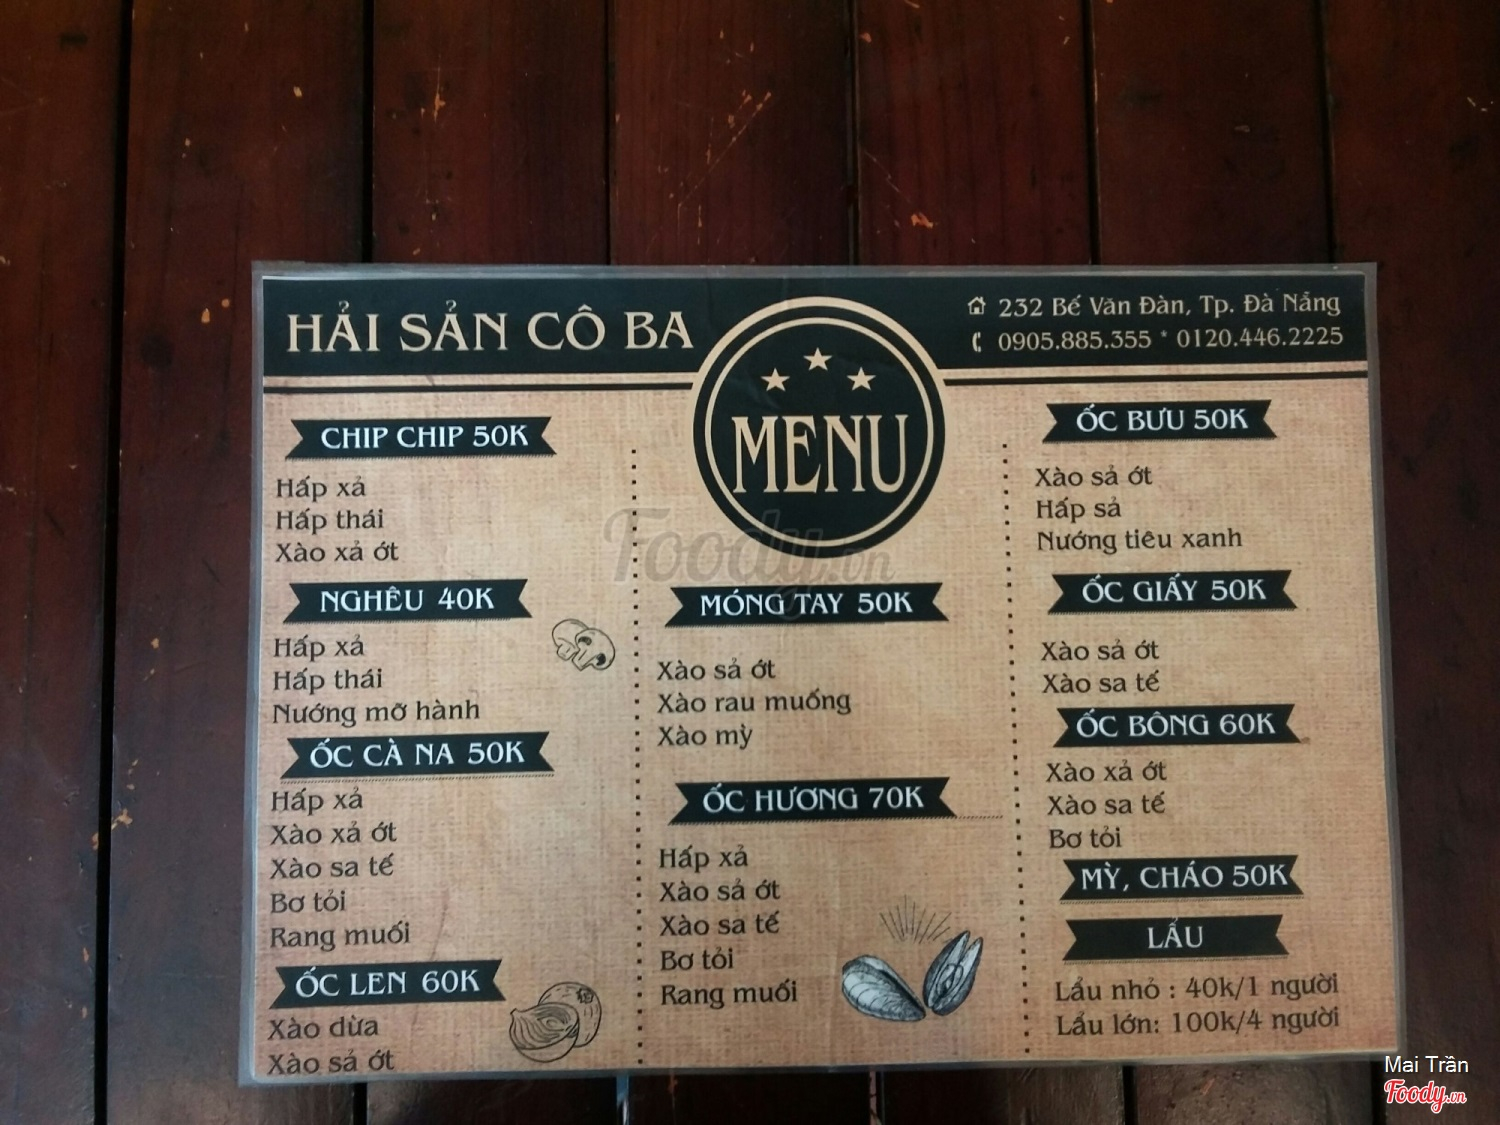 HẢI SẢN CÔ BA
MENU
232 Bế Văn Đàn, Tp. Đà Nẵng
0905.885.355 * 0120.446.2225
CHIP CHIP 50K
Hấp xả
Hấp thái
Xào xả ớt
NGHÊU 40K
Hấp xả
Hấp thái
Nướng mỡ hành
ỐC CÀ NA 50K
Hấp xả
Xào xả ớt
Xào sa tế
Bơ tỏi
Rang muối
ỐC LEN 60K
Xào dừa
Xào sả ớt
MÓNG TAY 50K
Xào sả ớt
Xào rau muống
Xào mỳ
ỐC HƯƠNG 70K
Hấp xả
Xào sả ớt
Xào sa tế
Bơ tỏi
Rang muối
ỐC BƯU 50K
Xào sả ớt
Hấp sả
Nướng tiêu xanh
ỐC GIẤY 50K
Xào sả ớt
Xào sa tế
ỐC BÔNG 60K
Xào xả ớt
Xào sa tế
Bơ tỏi
MỲ, CHÁO 50K
LẨU
Lẩu nhỏ : 40k/1 người
Lẩu lớn: 100k/4 người
Foody.vn
Mai Trần
Foody.vn